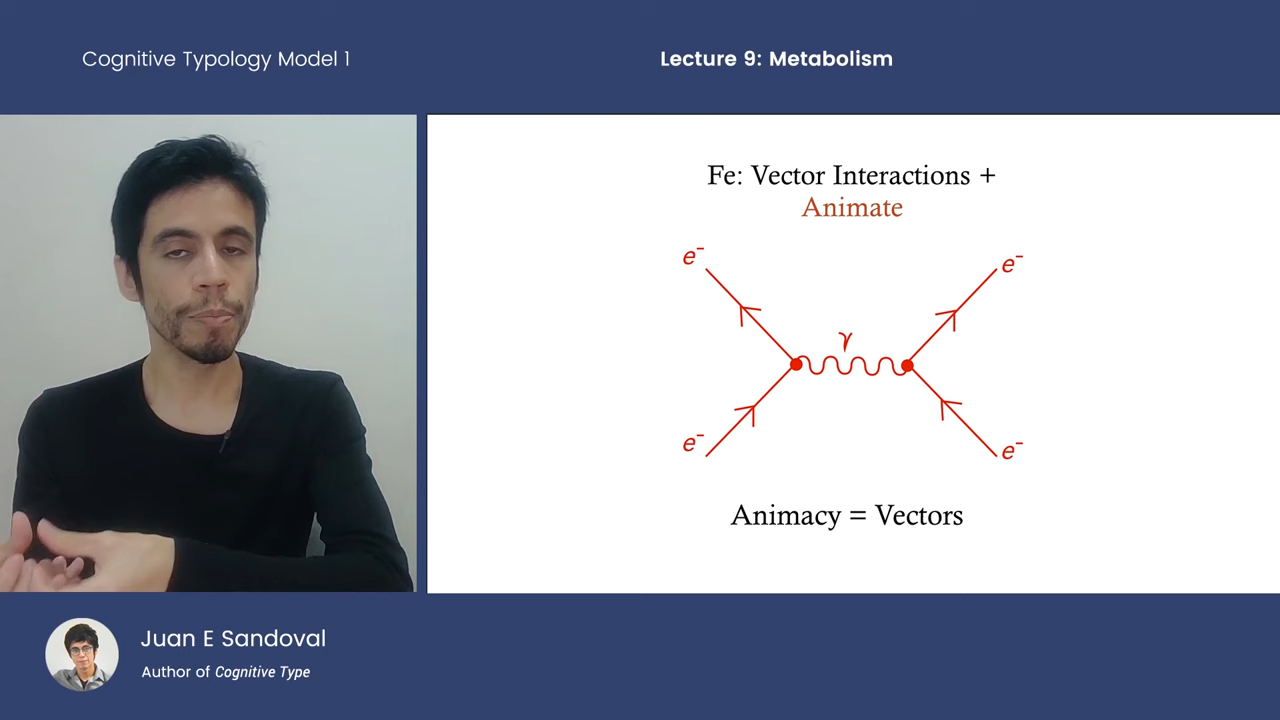 Cognitive Typology Model 1
Lecture 9: Metabolism
Fe: Vector Interactions +
Animate
e⁻
e⁻
γ
e⁻
e⁻
Animacy = Vectors
Juan E Sandoval
Author of Cognitive Type